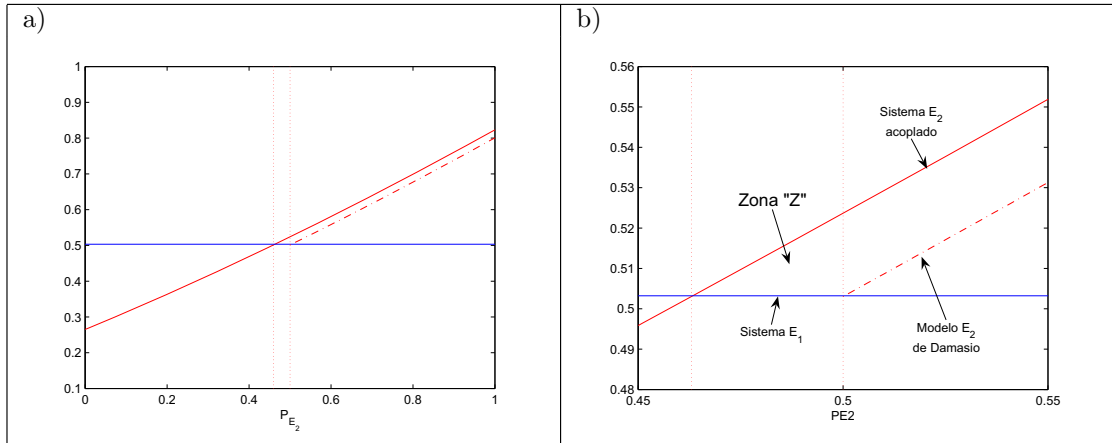 a)
1
0.9
0.8
0.7
0.6
0.5
0.4
0.3
0.2
0.1
0 0.2 0.4 0.6 0.8 1
P_{E_2}
b)
0.56
0.55
0.54
0.53
0.52
0.51
0.5
0.49
0.48
0.45 0.5 0.55
PE2
Sistema E_2
acoplado
Zona "Z"
Sistema E_1
Modelo E_2
de Damasio